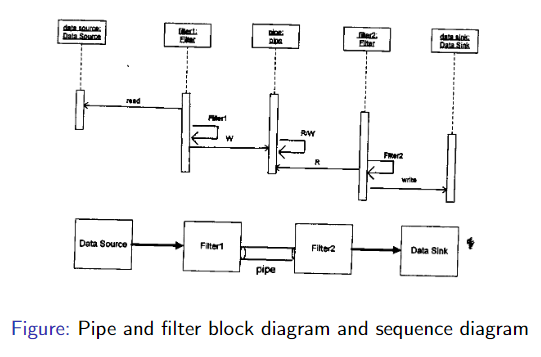 data source:
Data Source
filter1:
Filter
pipe:
pipe
filter2:
Filter
data sink:
Data Sink
read
Filter1
W
R/W
R
Filter2
write
Data Source
Filter1
pipe
Filter2
Data Sink
Figure: Pipe and filter block diagram and sequence diagram